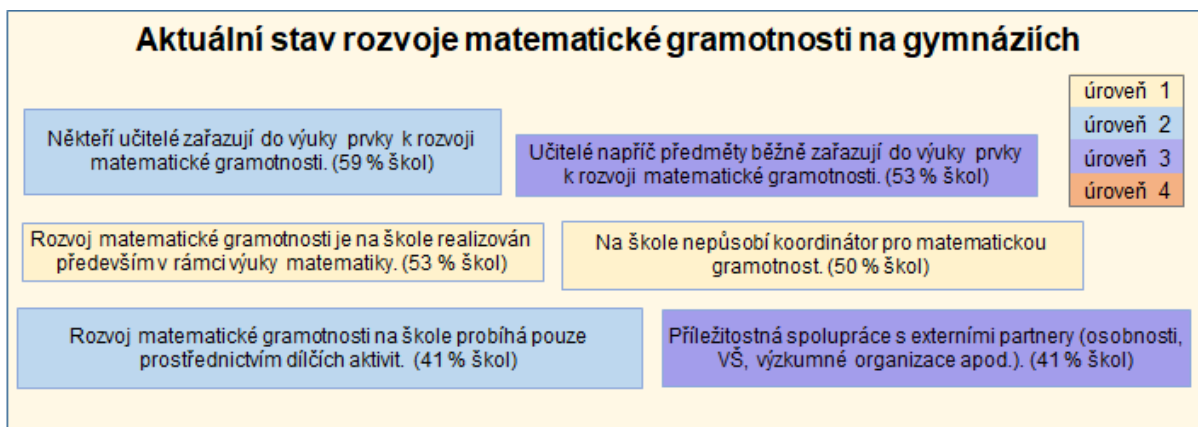 Aktuální stav rozvoje matematické gramotnosti na gymnáziích
úroveň 1
úroveň 2
úroveň 3
úroveň 4
Někteří učitelé zařazují do výuky prvky k rozvoji
matematické gramotnosti. (59 % škol)
Učitelé napříč předměty běžně zařazují do výuky prvky
k rozvoji matematické gramotnosti. (53 % škol)
Rozvoj matematické gramotnosti je na škole realizován
především v rámci výuky matematiky. (53 % škol)
Na škole nepůsobí koordinátor pro matematickou
gramotnost. (50 % škol)
Rozvoj matematické gramotnosti na škole probíhá pouze
prostřednictvím dílčích aktivit. (41 % škol)
Příležitostná spolupráce s externími partnery (osobnosti,
VŠ, výzkumné organizace apod.). (41 % škol)